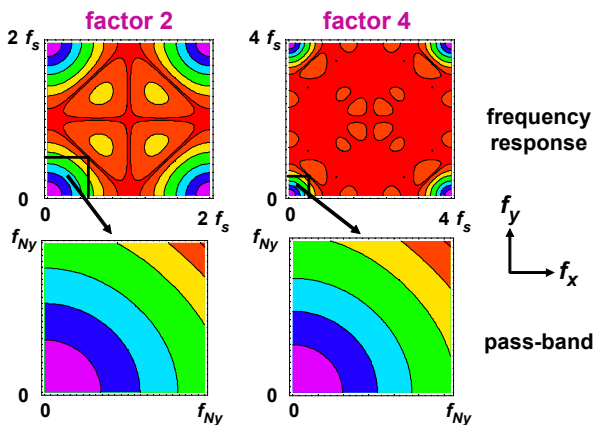 factor 2
factor 4
2 fs
4 fs
0
0
0
2 fs
0
4 fs
frequency
response
fy
fx
fNy
fNy
0
0
0
fNy
0
fNy
pass-band